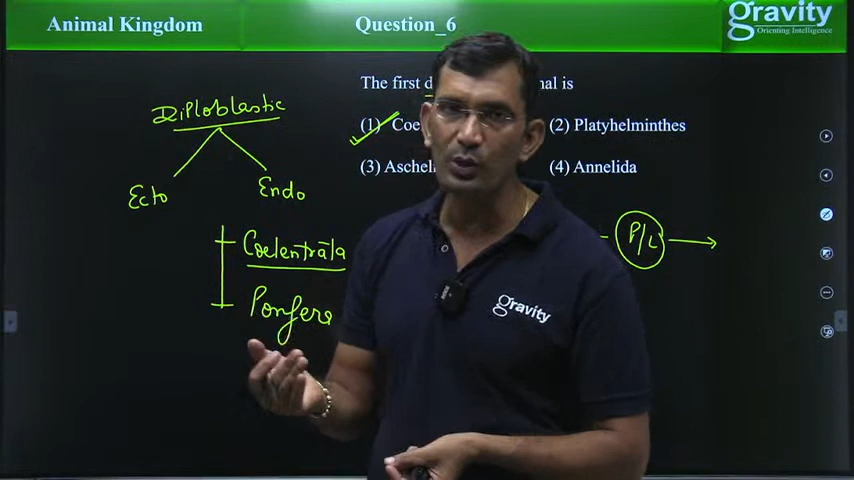 Animal Kingdom
Question_6
gravity
Orienting Intelligence
The first d nal is
(1) Coe
(2) Platyhelminthes
(3) Aschel
(4) Annelida
Diploblastic
Ecto
Endo
Coelentrata
Ponfera
P/L
gravity